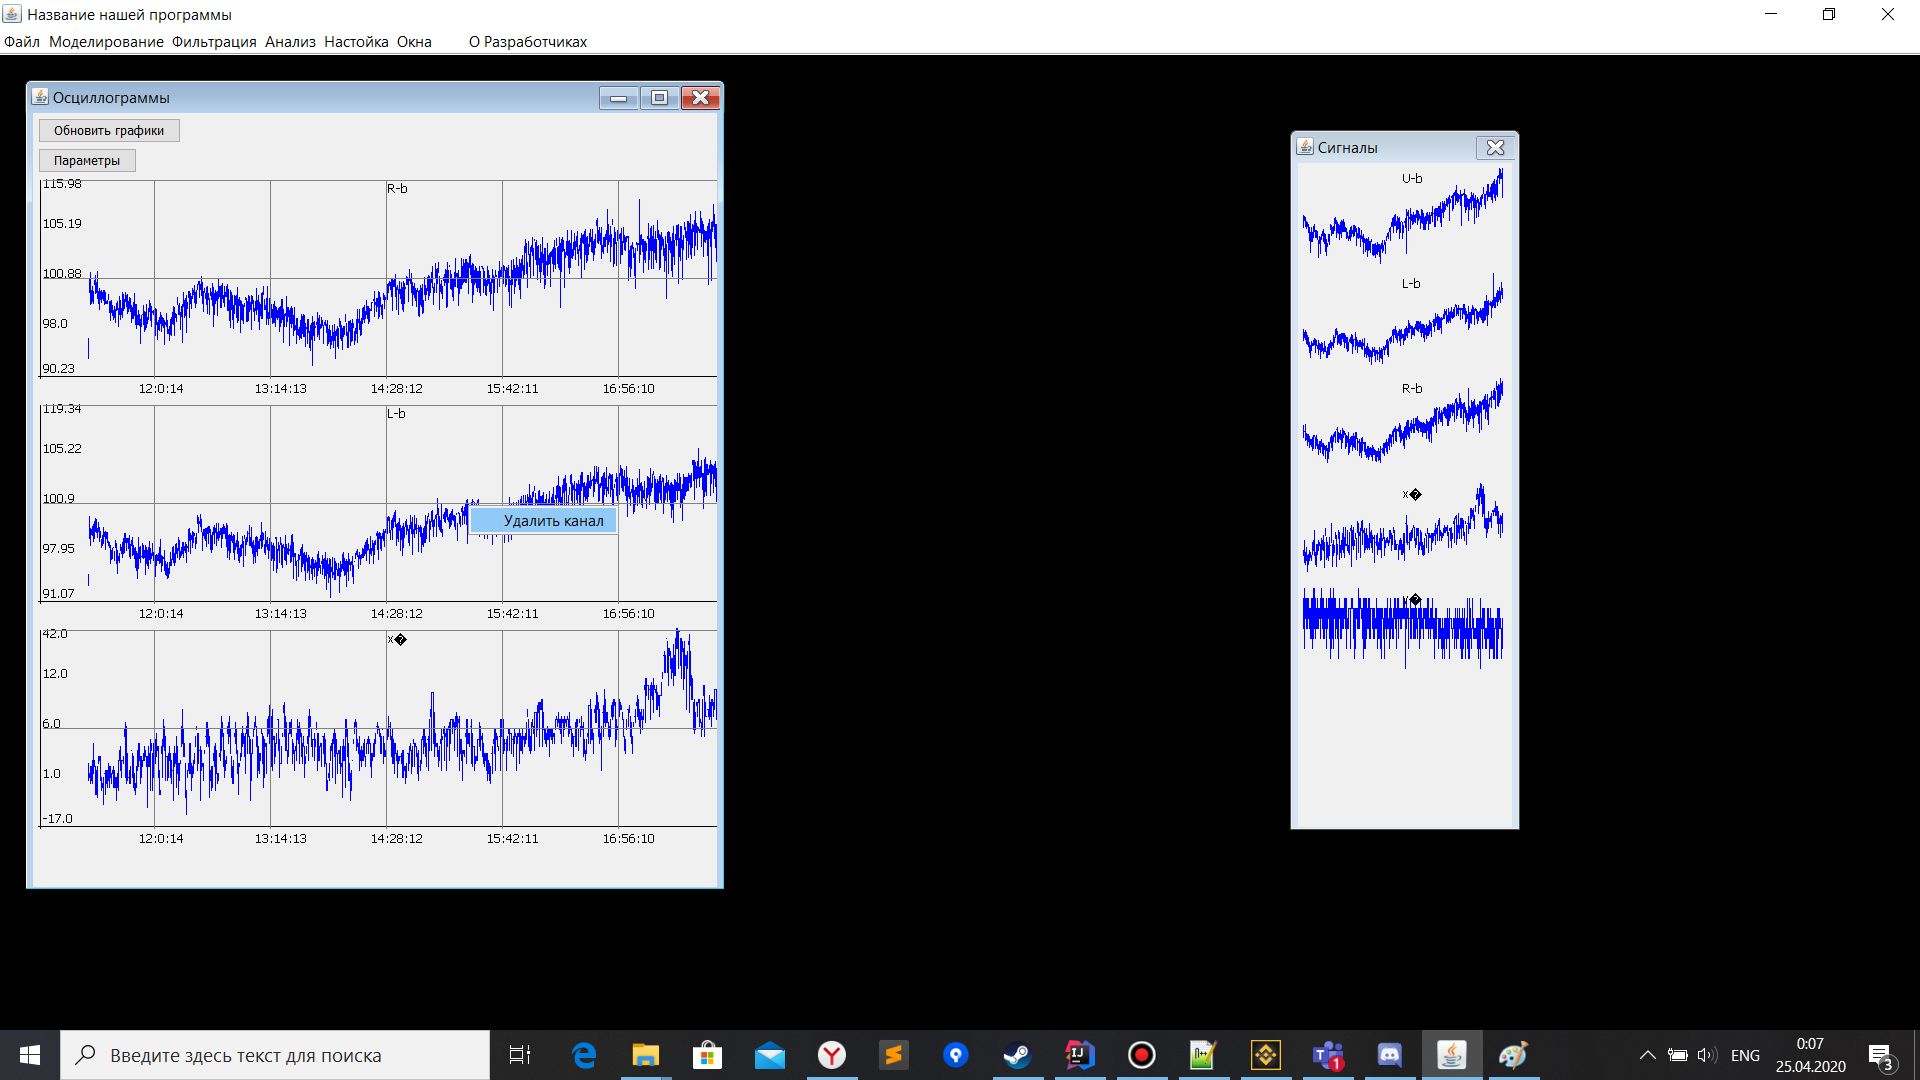 Название нашей программы
Файл Моделирование Фильтрация Анализ Настойка Окна О Разработчиках
Осциллограммы
Обновить графики
Параметры
115.98
R-b
105.19
100.88
98.0
90.23
12:0:14 13:14:13 14:28:12 15:42:11 16:56:10
119.34
L-b
105.22
100.9
Удалить канал
97.95
91.07
12:0:14 13:14:13 14:28:12 15:42:11 16:56:10
42.0
x�
12.0
6.0
1.0
-17.0
12:0:14 13:14:13 14:28:12 15:42:11 16:56:10
Сигналы
U-b
L-b
R-b
x�
y�
Введите здесь текст для поиска
ENG
0:07
25.04.2020
1
3